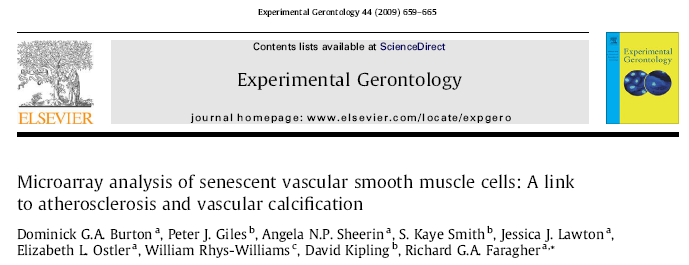 Experimental Gerontology 44 (2009) 659–665
Contents lists available at ScienceDirect
Experimental Gerontology
journal homepage: www.elsevier.com/locate/expgero
ELSEVIER
Experimental
Gerontology
Microarray analysis of senescent vascular smooth muscle cells: A link
to atherosclerosis and vascular calcification
Dominick G.A. Burton a, Peter J. Giles b, Angela N.P. Sheerin a, S. Kaye Smith b, Jessica J. Lawton a,
Elizabeth L. Ostler a, William Rhys-Williams c, David Kipling b, Richard G.A. Faragher a,*